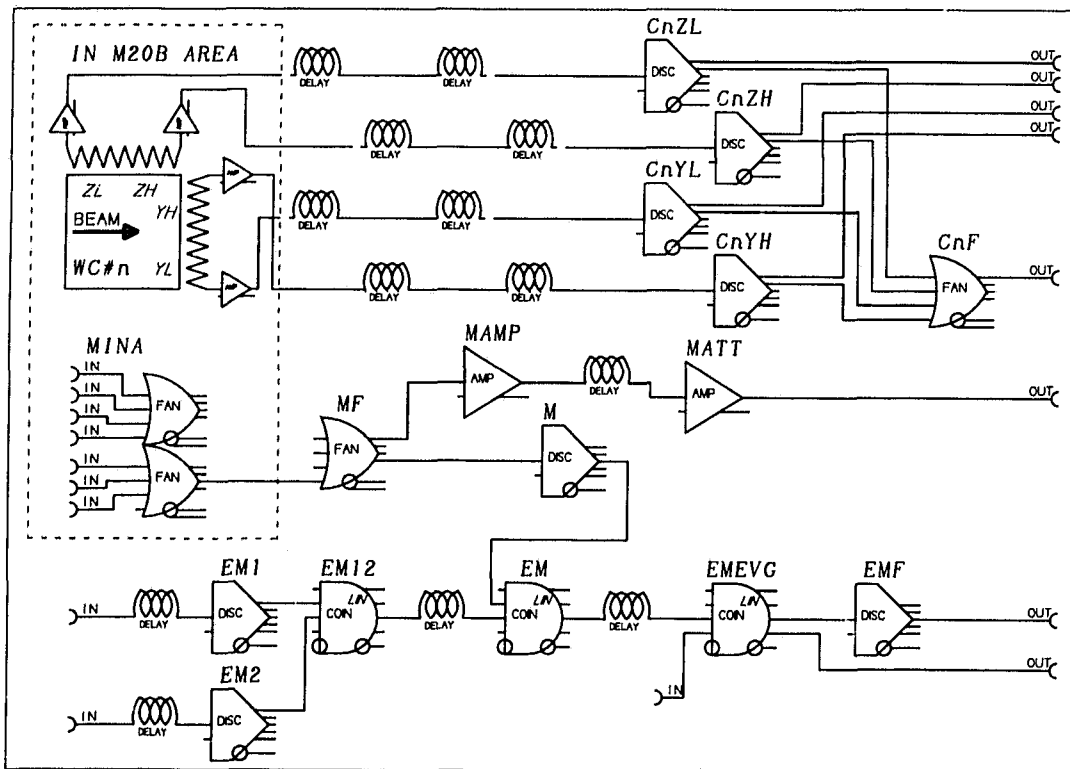 IN M20B AREA
CnZL
DELAY
DELAY
DISC
OUT
OUT
CnZH
DELAY
DELAY
DISC
OUT
OUT
ZL ZH
YH
BEAM
WC#n YL
AMP
AMP
CnYL
DELAY
DELAY
DISC
CnYH
DELAY
DELAY
DISC
CnF
FAN
OUT
MINA
IN
IN
IN
IN
FAN
IN
IN
IN
FAN
MF
FAN
MAMP
AMP
DELAY
MATT
AMP
OUT
M
DISC
EM1
IN
DELAY
DISC
EM12
LIN
COIN
DELAY
EM
LIN
COIN
DELAY
EMEVG
LIN
COIN
EMF
DISC
OUT
OUT
IN
EM2
IN
DELAY
DISC